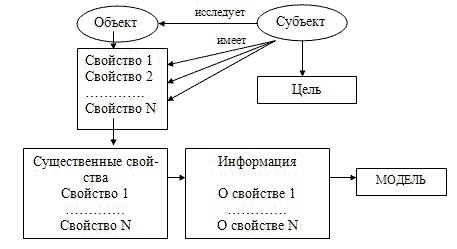 Объект
исследует
Субъект
имеет
Свойство 1
Свойство 2
.............
Свойство N
Цель
Существенные свой-
ства
Свойство 1
.............
Свойство N
Информация
О свойстве 1
.............
О свойстве N
МОДЕЛЬ